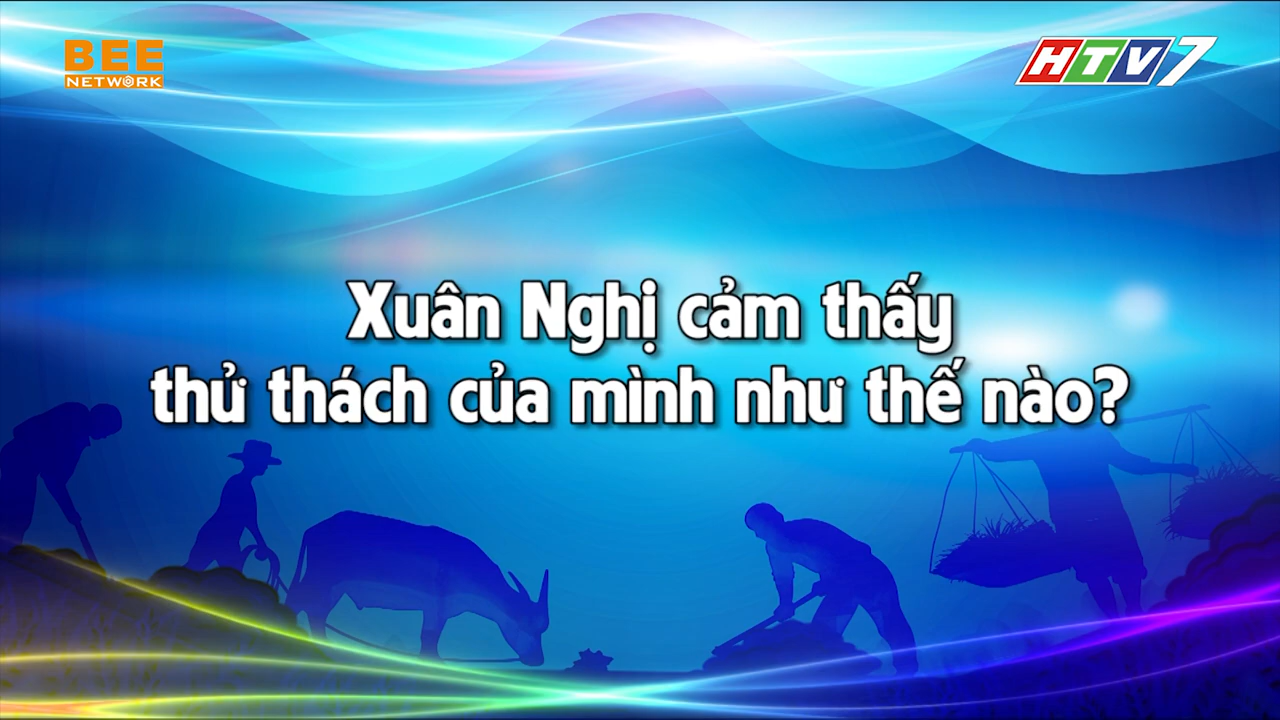 BEE
NETWORK
HTV7
Xuân Nghị cảm thấy
thử thách của mình như thế nào?